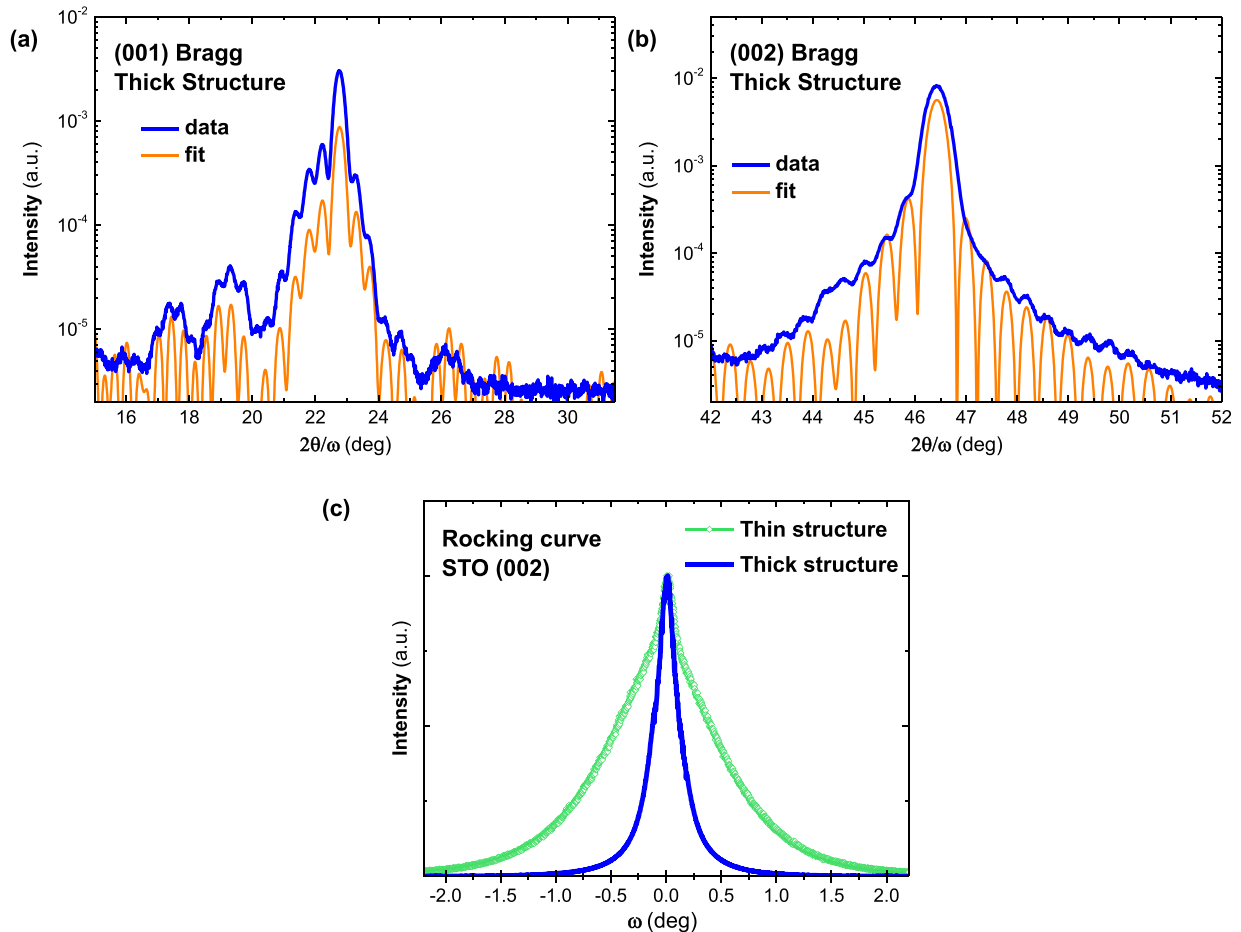 (a)
(001) Bragg
Thick Structure
data
fit
10⁻²
10⁻³
10⁻⁴
10⁻⁵
Intensity (a.u.)
16 18 20 22 24 26 28 30
2θ/ω (deg)
(b)
(002) Bragg
Thick Structure
data
fit
10⁻²
10⁻³
10⁻⁴
10⁻⁵
Intensity (a.u.)
42 43 44 45 46 47 48 49 50 51 52
2θ/ω (deg)
(c)
Rocking curve
STO (002)
Thin structure
Thick structure
Intensity (a.u.)
-2.0 -1.5 -1.0 -0.5 0.0 0.5 1.0 1.5 2.0
ω (deg)